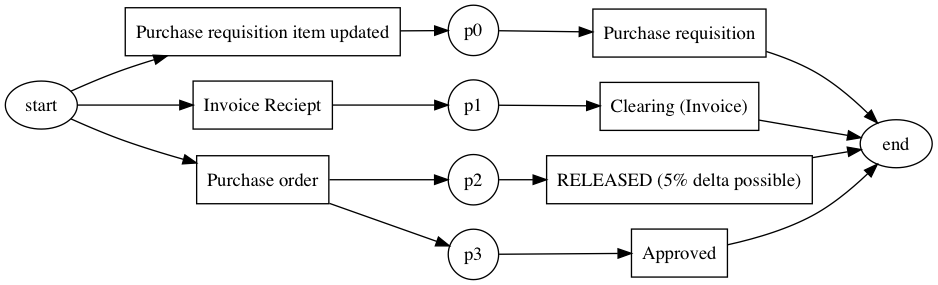 Purchase requisition item updated
p0
Purchase requisition
start
Invoice Reciept
p1
Clearing (Invoice)
end
Purchase order
p2
RELEASED (5% delta possible)
p3
Approved